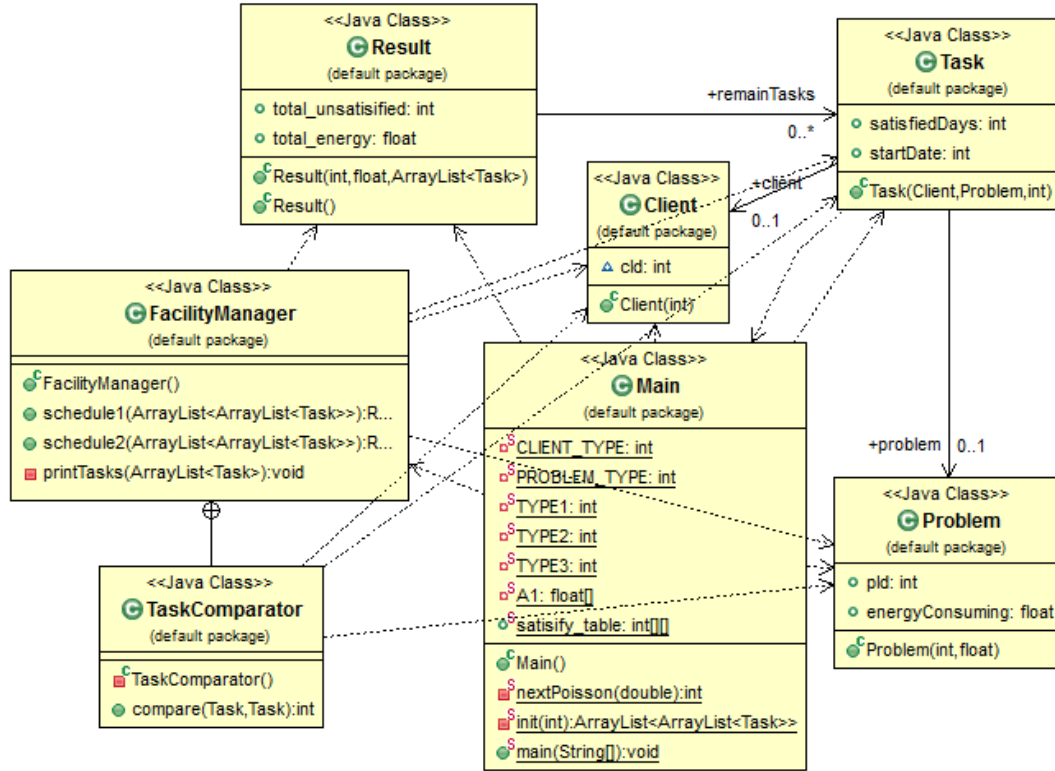 <<Java Class>>
Result
(default package)
total_unsatisified: int
total_energy: float
Result(int,float,ArrayList<Task>)
Result()
<<Java Class>>
Task
(default package)
satisfiedDays: int
startDate: int
Task(Client,Problem,int)
+remainTasks
0..*
<<Java Class>>
Client
(default package)
cId: int
Client(int)
+client
0..1
<<Java Class>>
FacilityManager
(default package)
FacilityManager()
schedule1(ArrayList<ArrayList<Task>>):R...
schedule2(ArrayList<ArrayList<Task>>):R...
printTasks(ArrayList<Task>):void
<<Java Class>>
Main
(default package)
CLIENT_TYPE: int
PROBLEM_TYPE: int
TYPE1: int
TYPE2: int
TYPE3: int
A1: float[]
satisify_table: int[][]
Main()
nextPoisson(double):int
init(int):ArrayList<ArrayList<Task>>
main(String[]):void
+problem
0..1
<<Java Class>>
Problem
(default package)
pId: int
energyConsuming: float
Problem(int,float)
<<Java Class>>
TaskComparator
(default package)
TaskComparator()
compare(Task,Task):int